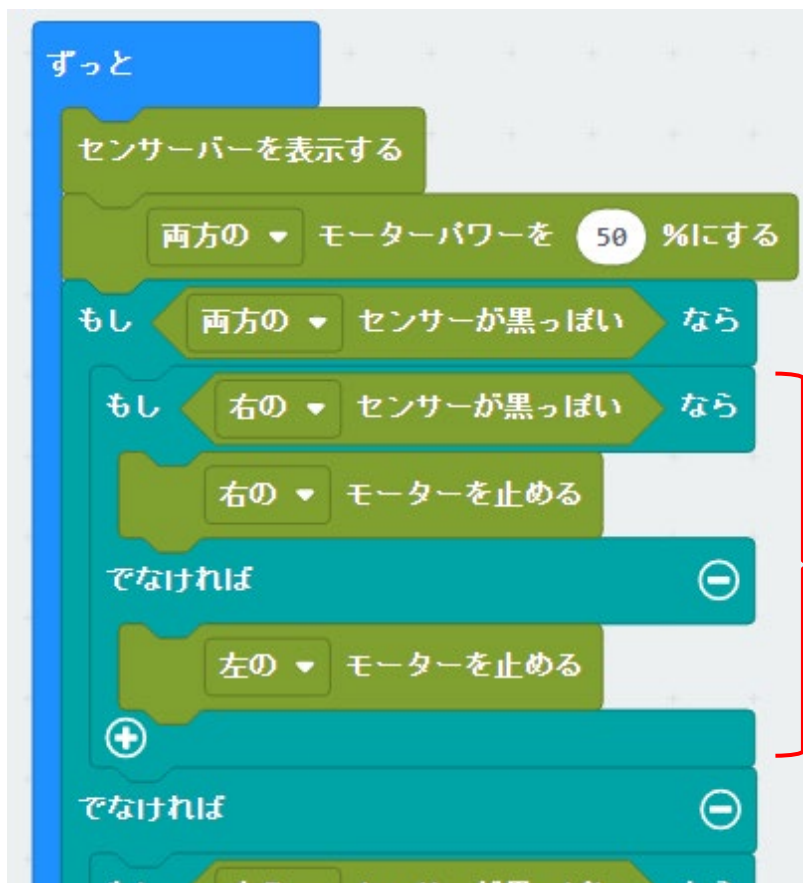 ずっと
センサーバーを表示する
両方の モーターパワーを 50 %にする
もし 両方の センサーが黒っぽい なら
もし 右の センサーが黒っぽい なら
右の モーターを止める
でなければ
左の モーターを止める
でなければ